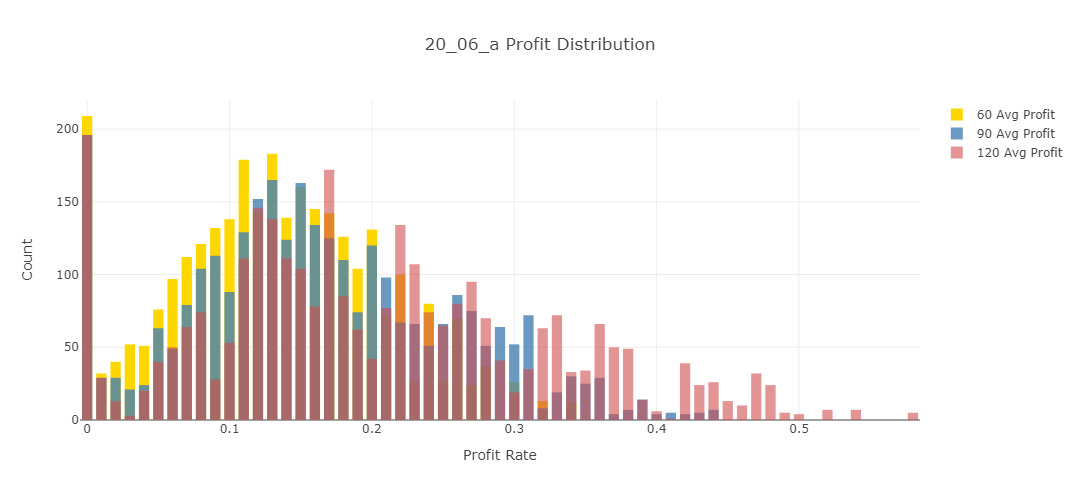 20_06_a Profit Distribution
60 Avg Profit
90 Avg Profit
120 Avg Profit
200
150
100
50
0
Count
0
0.1
0.2
0.3
0.4
0.5
Profit Rate